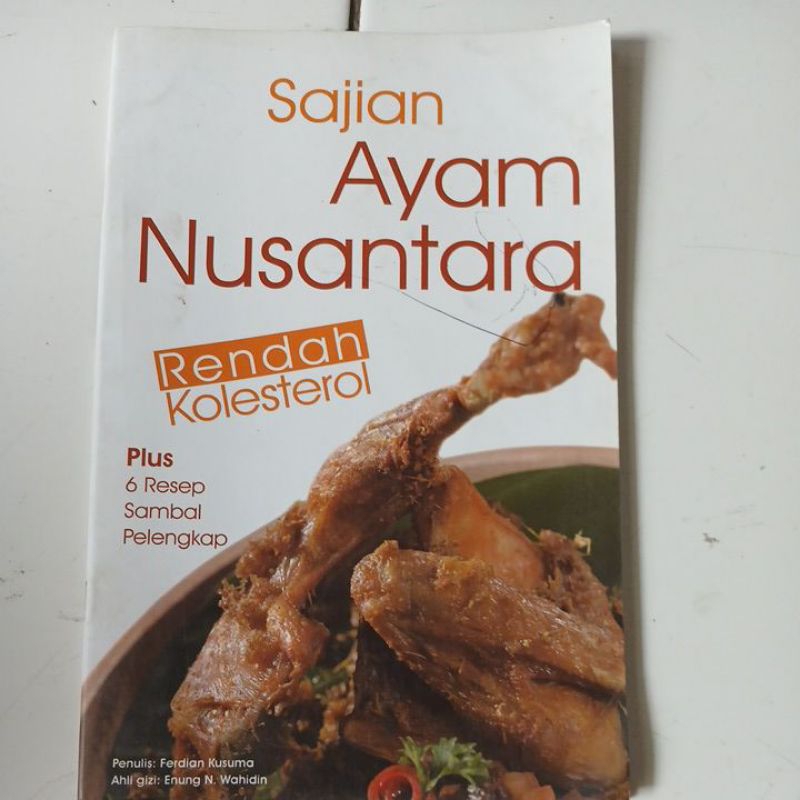 Sajian
Ayam
Nusantara
Rendah
Kolesterol
Plus
6 Resep
Sambal
Pelengkap
Penulis: Ferdian Kusuma
Ahli gizi: Enung N. Wahidin